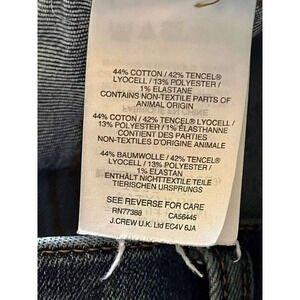 44% COTTON / 42% TENCEL®
LYOCELL / 13% POLYESTER /
1% ELASTANE
CONTAINS NON-TEXTILE PARTS OF
ANIMAL ORIGIN
44% COTON / 42% TENCEL® LYOCELL /
13% POLYESTER / 1% ÉLASTHANNE
CONTIENT DES PARTIES
NON-TEXTILES D'ORIGINE ANIMALE
44% BAUMWOLLE / 42% TENCEL®
LYOCELL / 13% POLYESTER /
1% ELASTAN
ENTHÄLT NICHTTEXTILE TEILE
TIERISCHEN URSPRUNGS
SEE REVERSE FOR CARE
RN77388 CA56445
J.CREW U.K. Ltd EC4V 6JA